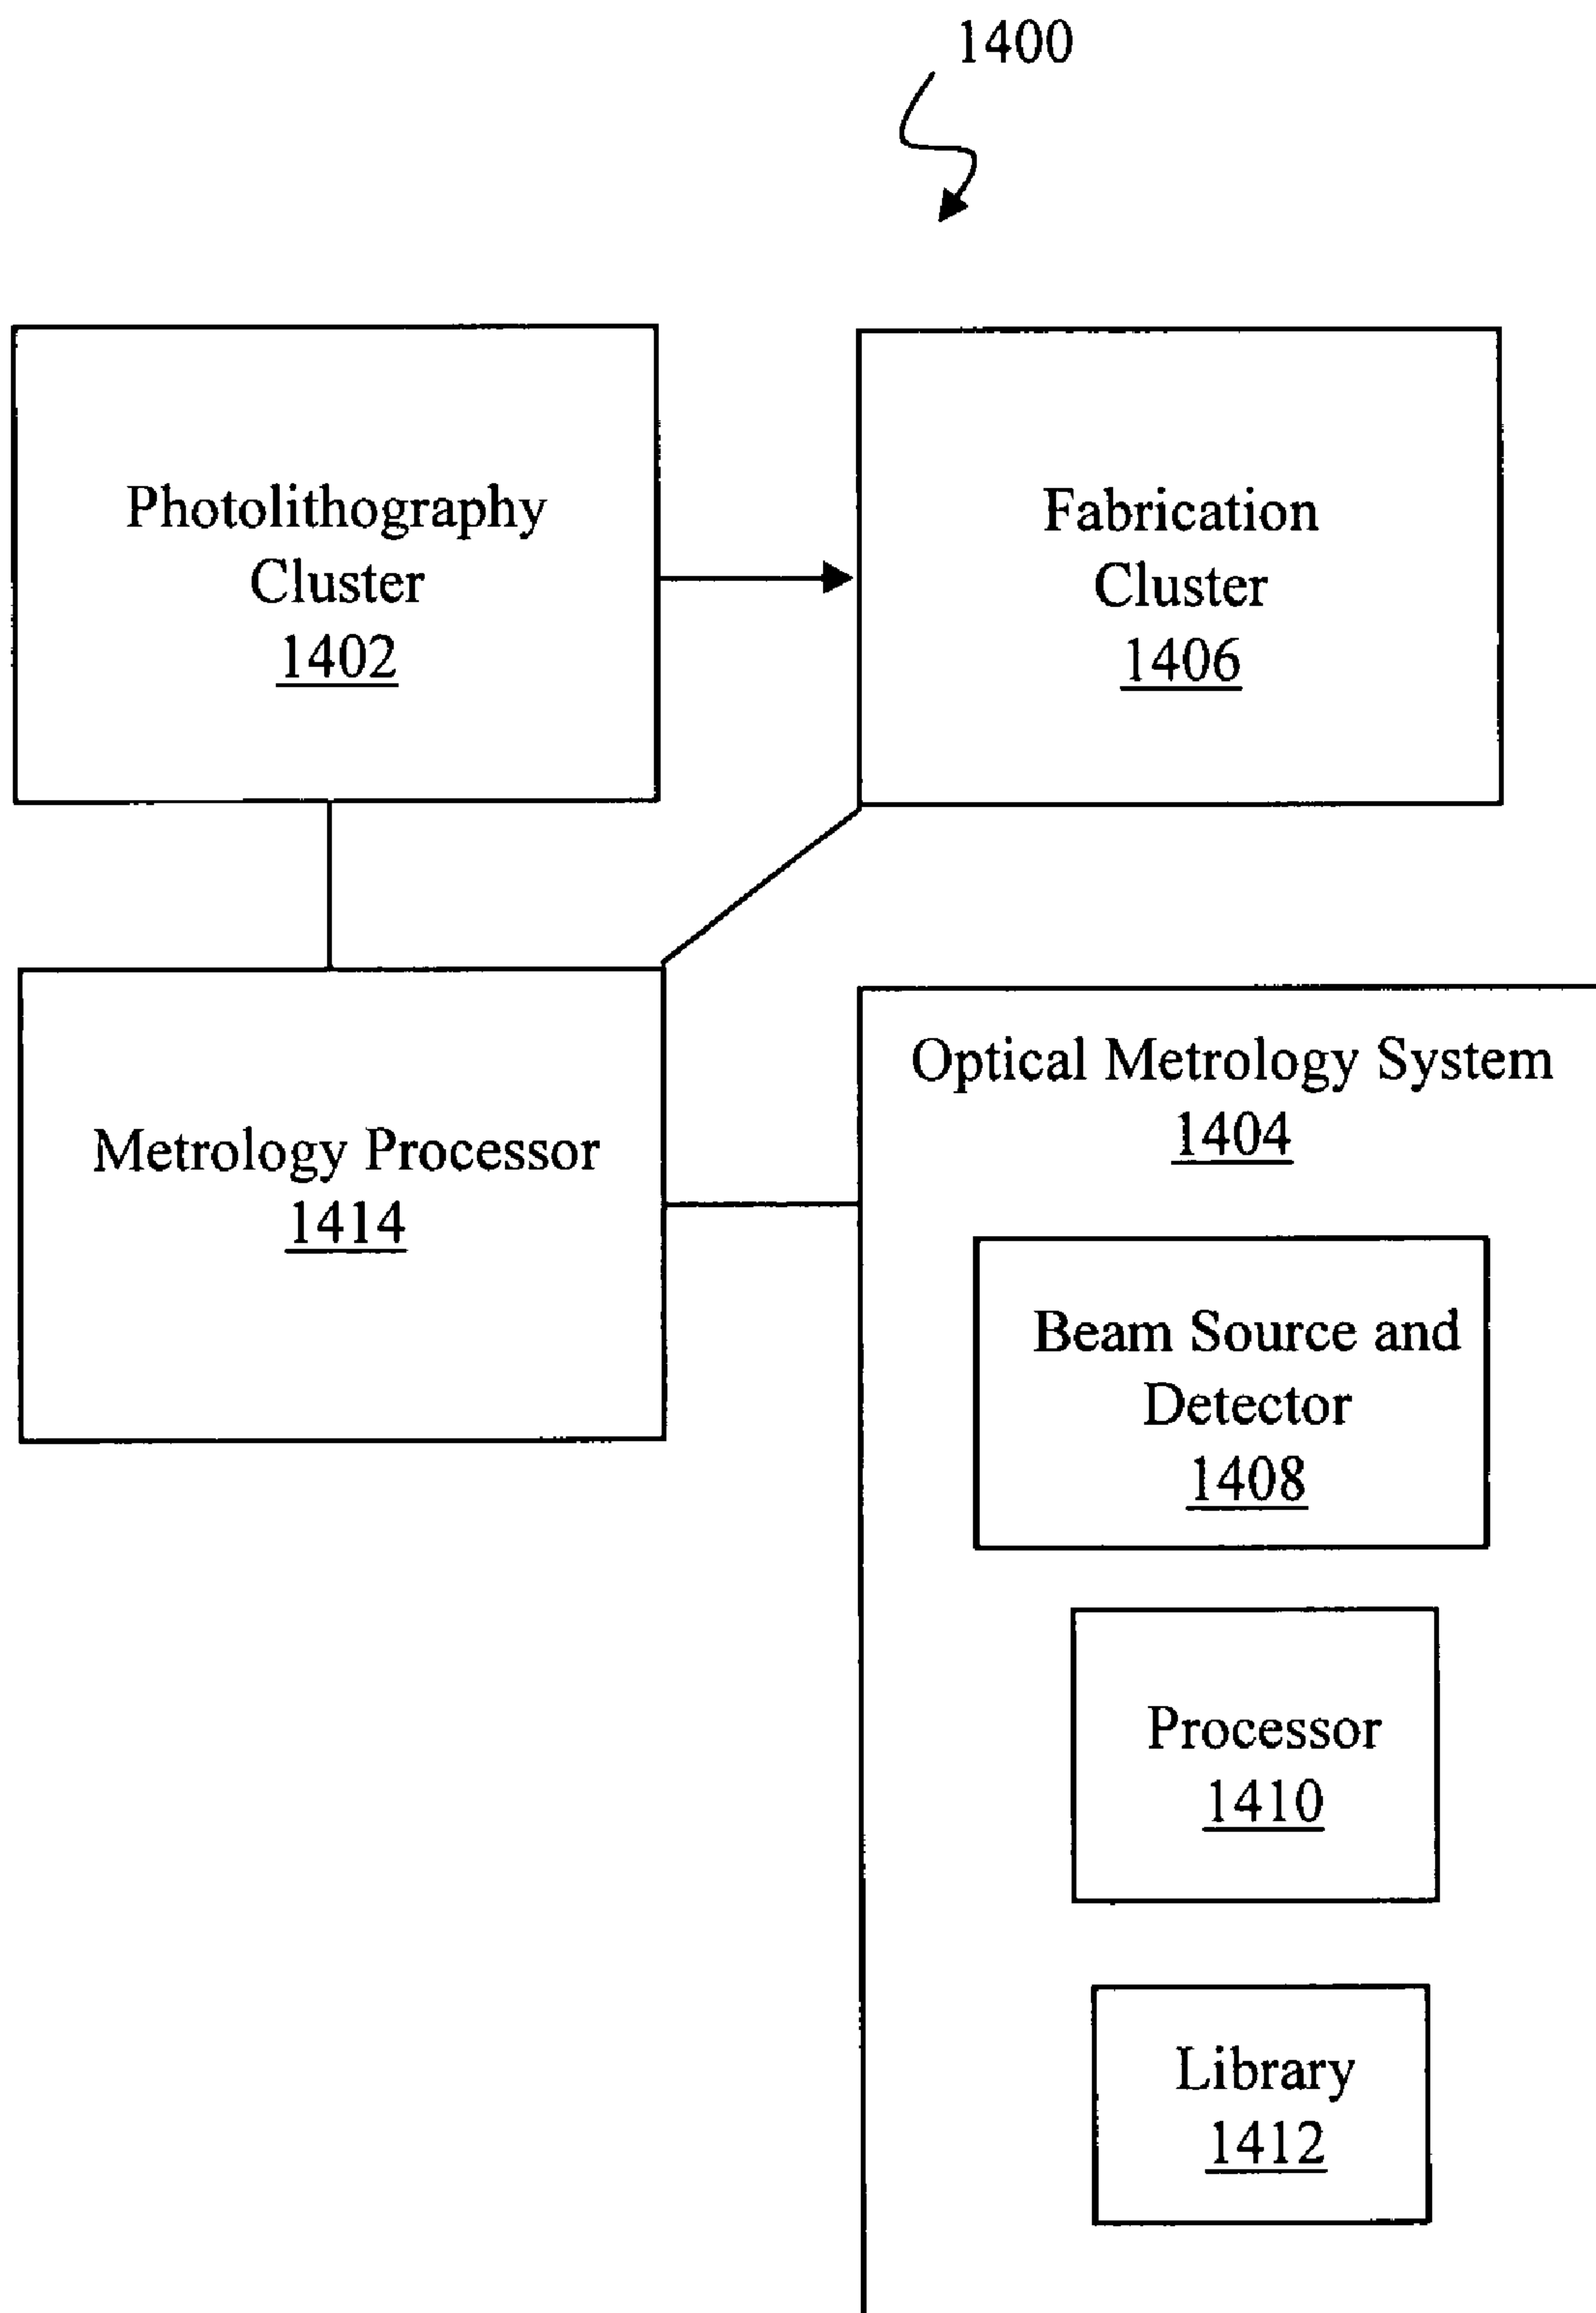 1400
Photolithography
Cluster
1402
Fabrication
Cluster
1406
Metrology Processor
1414
Optical Metrology System
1404
Beam Source and
Detector
1408
Processor
1410
Library
1412